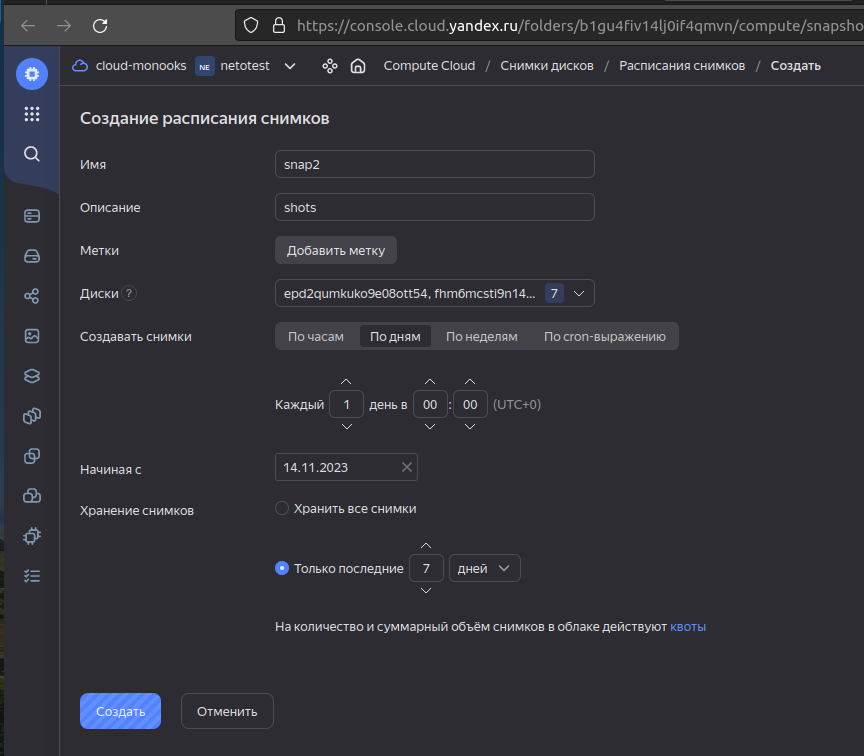 https://console.cloud.yandex.ru/folders/b1gu4fiv14lj0if4qmvn/compute/snapsho
cloud-monooks NE netotest Compute Cloud / Снимки дисков / Расписания снимков / Создать
Создание расписания снимков
Имя snap2
Описание shots
Метки Добавить метку
Диски ? epd2qumkuko9e08ott54, fhm6mcsti9n14... 7
Создавать снимки По часам По дням По неделям По cron-выражению
Каждый 1 день в 00 : 00 (UTC+0)
Начиная с 14.11.2023
Хранение снимков Хранить все снимки
Только последние 7 дней
На количество и суммарный объём снимков в облаке действуют квоты
Создать Отменить